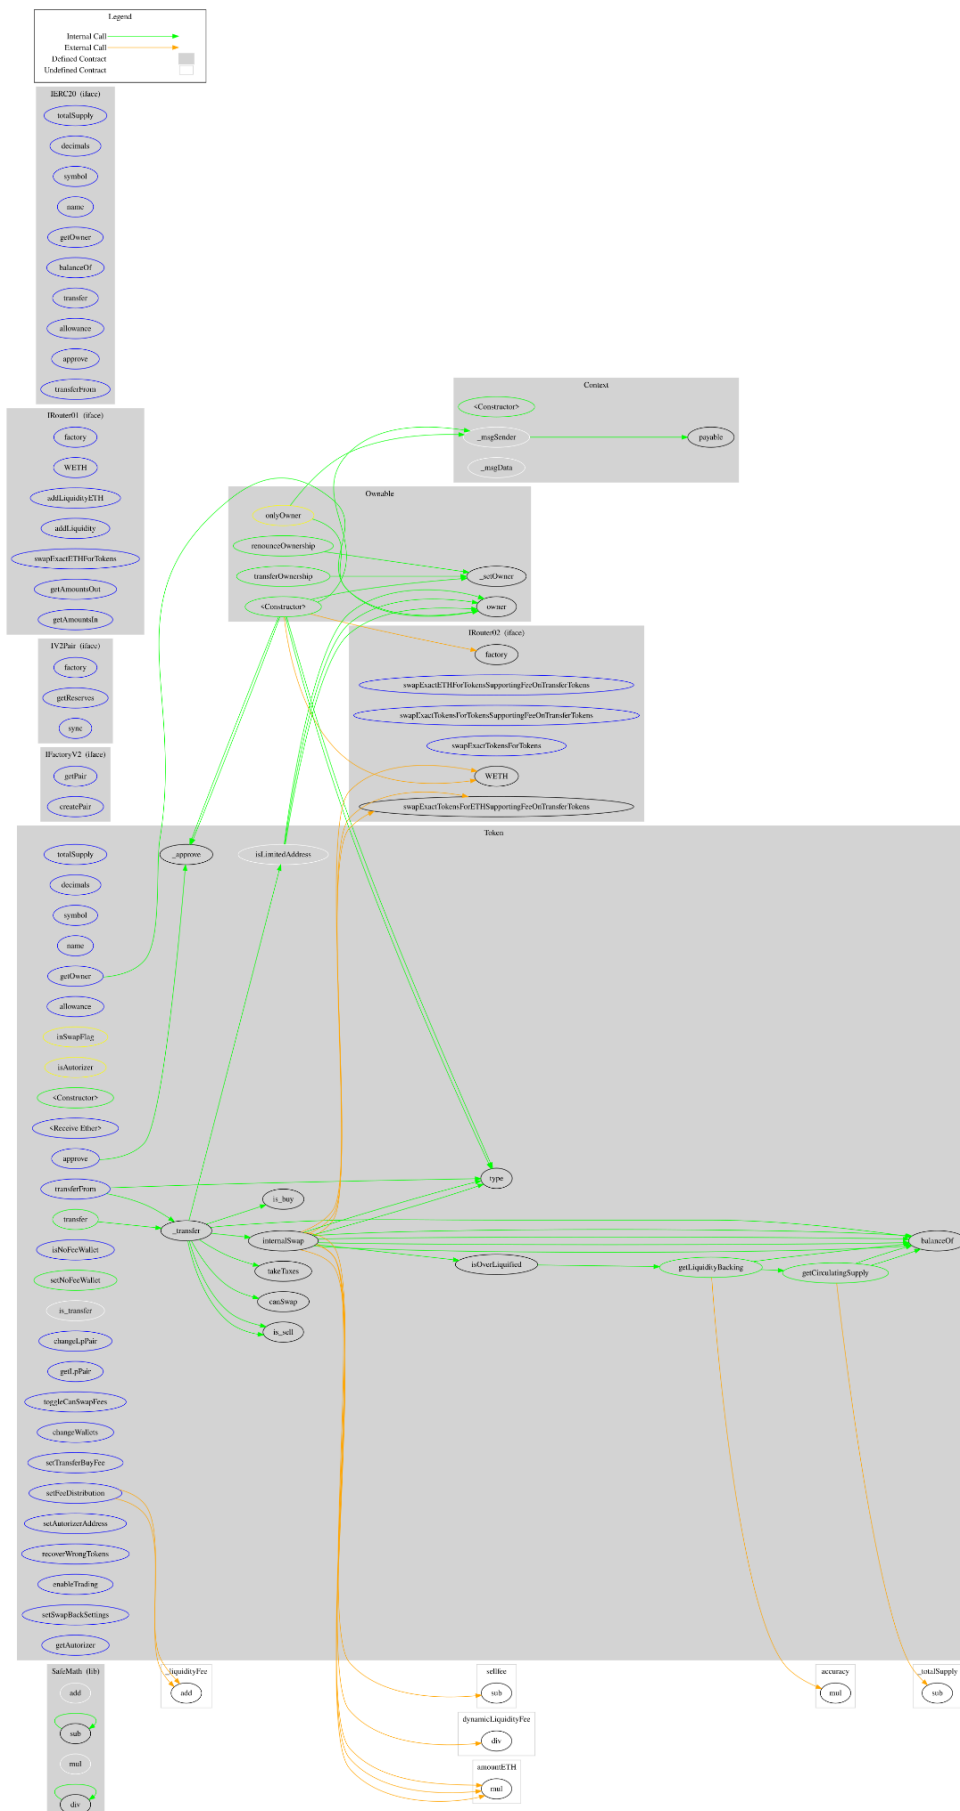 Legend
Internal Call
External Call
Defined Contract
Undefined Contract
IERC20 (iface)
totalSupply
decimals
symbol
name
getOwner
balanceOf
transfer
allowance
approve
transferFrom
IRouter01 (iface)
factory
WETH
addLiquidityETH
addLiquidity
swapExactETHForTokens
getAmountsOut
getAmountsIn
IV2Pair (iface)
factory
getReserves
sync
IFactoryV2 (iface)
getPair
createPair
Context
<Constructor>
_msgSender
payable
_msgData
Ownable
onlyOwner
renounceOwnership
transferOwnership
_setOwner
<Constructor>
owner
IRouter02 (iface)
factory
swapExactETHForTokensSupportingFeeOnTransferTokens
swapExactTokensForTokensSupportingFeeOnTransferTokens
swapExactTokensForTokens
WETH
swapExactTokensForETHSupportingFeeOnTransferTokens
Token
totalSupply
_approve
isLimitedAddress
decimals
symbol
name
getOwner
allowance
inSwapFlag
isAutorizer
<Constructor>
<Receive Ether>
approve
transferFrom
type
is_buy
transfer
_transfer
internalSwap
balanceOf
isNoFeeWallet
takeTaxes
isOverLiquified
getLiquidityBacking
getCirculatingSupply
setNoFeeWallet
canSwap
is_transfer
is_sell
changeLpPair
getLpPair
toggleCanSwapFees
changeWallets
setTransferBuyFee
setFeeDistribution
setAutorizerAddress
recoverWrongTokens
enableTrading
setSwapBackSettings
getAutorizer
SafeMath (lib)
add
sub
mul
div
_liquidityFee
add
sellfee
sub
dynamicLiquidityFee
div
amountETH
mul
accuracy
mul
_totalSupply
sub